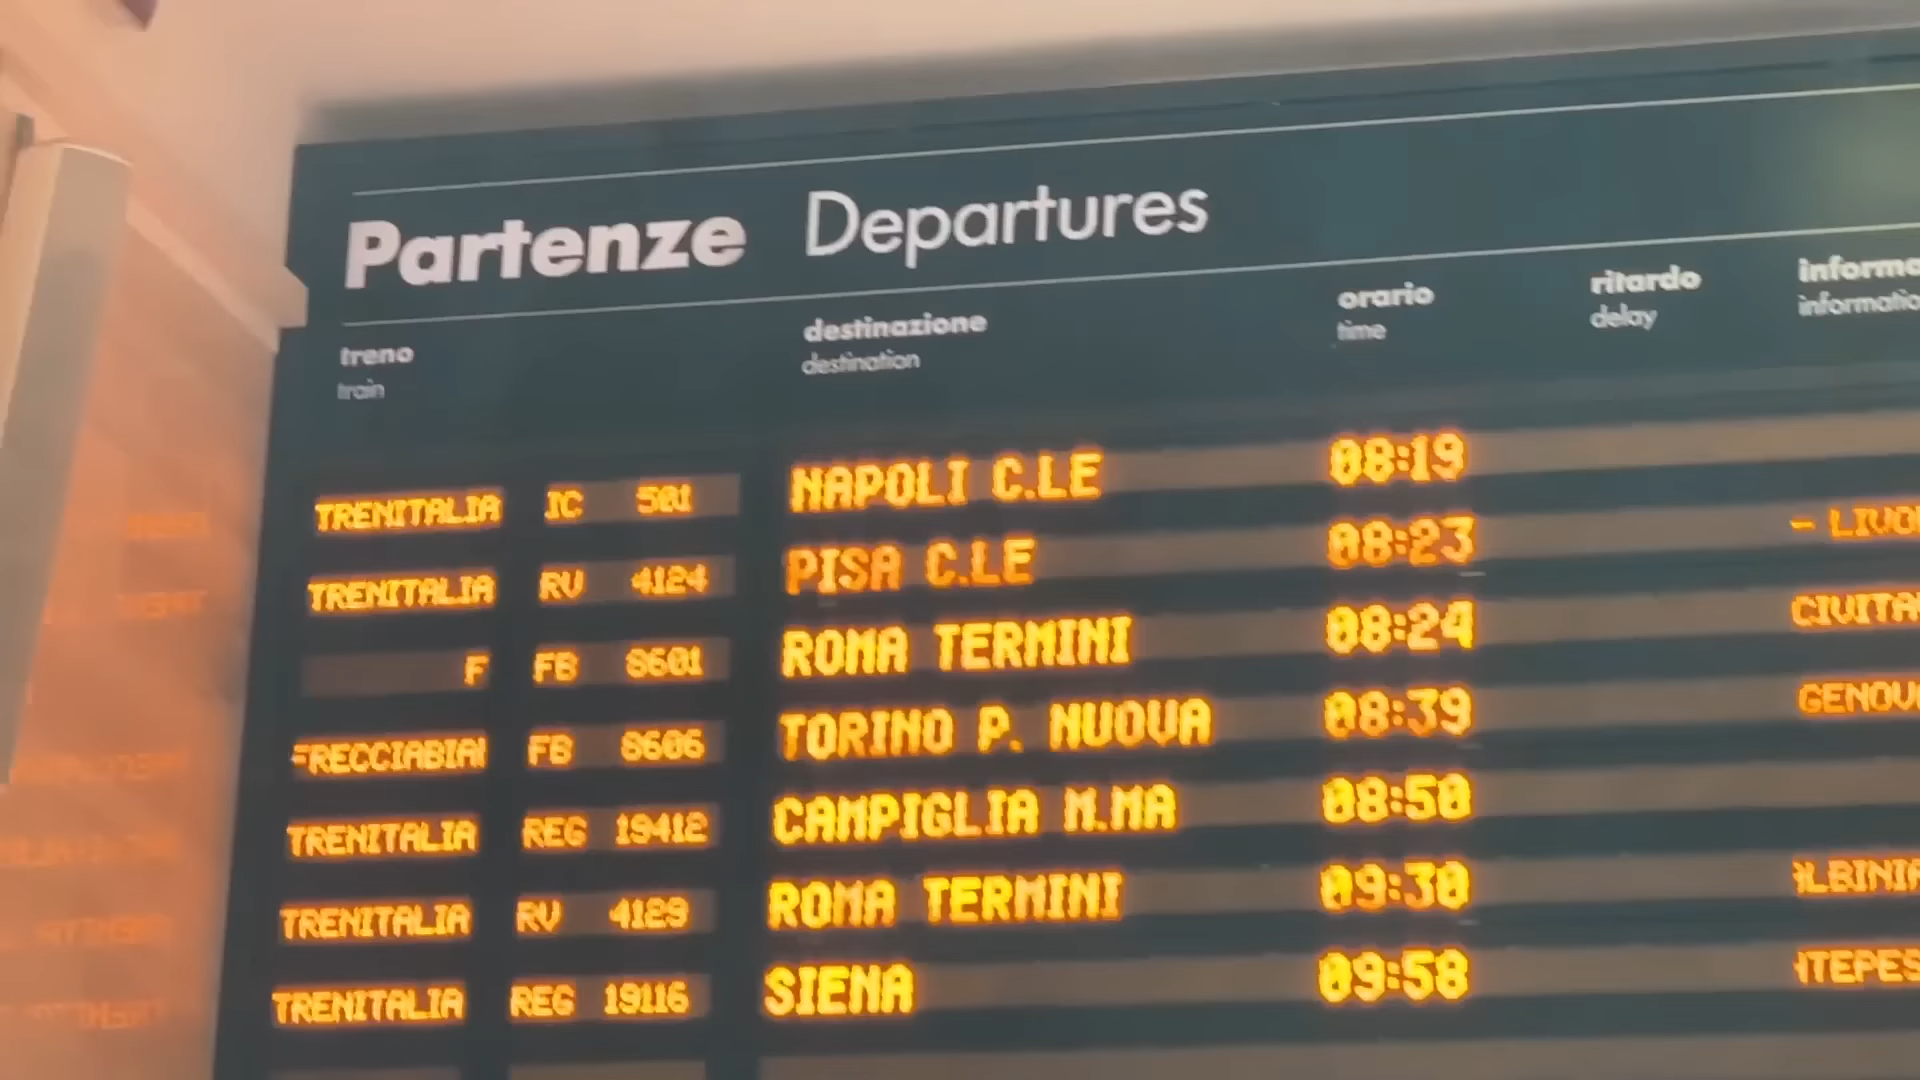 Partenze Departures
treno destinazione orario ritardo informa
train destination time delay informatio
TRENITALIA IC 501 NAPOLI C.LE 08:19
TRENITALIA RV 4124 PISA C.LE 08:23 - LIVO
F FB 8601 ROMA TERMINI 08:24 CIVITA
FRECCIABIA FB 8606 TORINO P. NUOVA 08:39 GENOV
TRENITALIA REG 19412 CAMPIGLIA M.MA 08:50
TRENITALIA RV 4129 ROMA TERMINI 09:30 ALBINIA
TRENITALIA REG 19116 SIENA 09:58 NTEPES